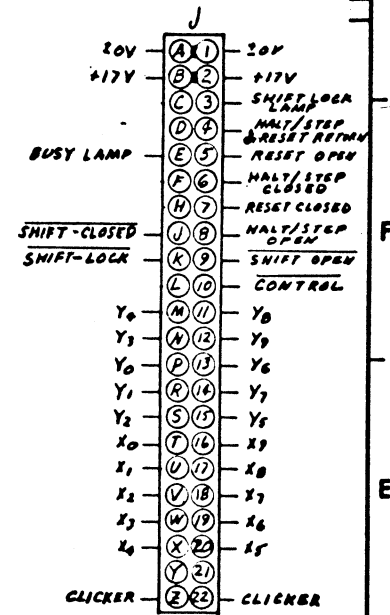 J
±0V A 1 ±0V
+17V B 2 +17V
C 3 SHIFT LOCK
LAMP
D 4 HALT/STEP
& RESET RETURN
BUSY LAMP E 5 RESET OPEN
F 6 HALT/STEP
CLOSED
H 7 RESET CLOSED
SHIFT-CLOSED J 8 HALT/STEP
OPEN
SHIFT-LOCK K 9 SHIFT OPEN
L 10 CONTROL
Y4 M 11 Y8
Y3 N 12 Y9
Y0 P 13 Y6
Y1 R 14 Y7
Y2 S 15 Y5
X0 T 16 X9
X1 U 17 X8
X2 V 18 X7
X3 W 19 X6
X4 X 20 X5
Y 21
CLICKER Z 22 CLICKER
F
E